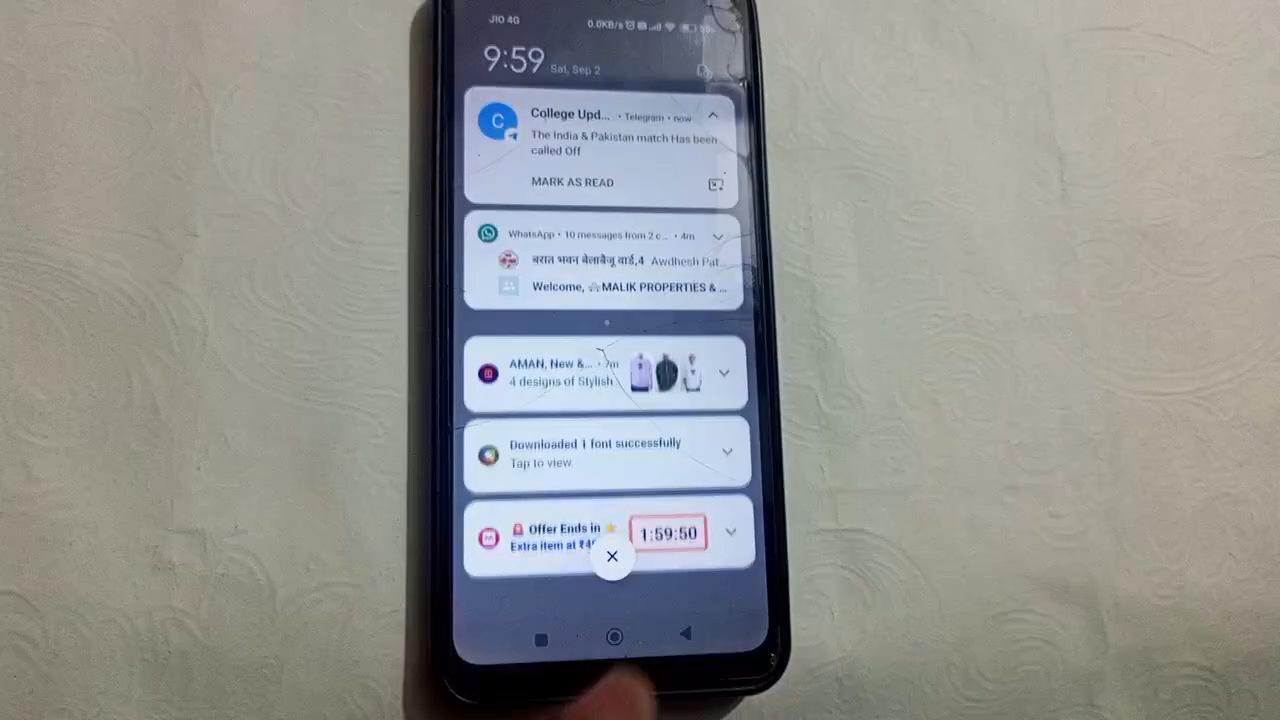 JIO 4G
0.0KB/s
9:59 Sat, Sep 2
College Upd... • Telegram • now
The India & Pakistan match Has been
called Off
MARK AS READ
WhatsApp • 10 messages from 2 c... • 4m
बरात भवन बेलाबैजू वार्ड,4 Awdhesh Pat...
Welcome, MALIK PROPERTIES & ...
AMAN, New &... • 7m
4 designs of Stylish
Downloaded 1 font successfully
Tap to view
Offer Ends in
Extra item at
1:59:50